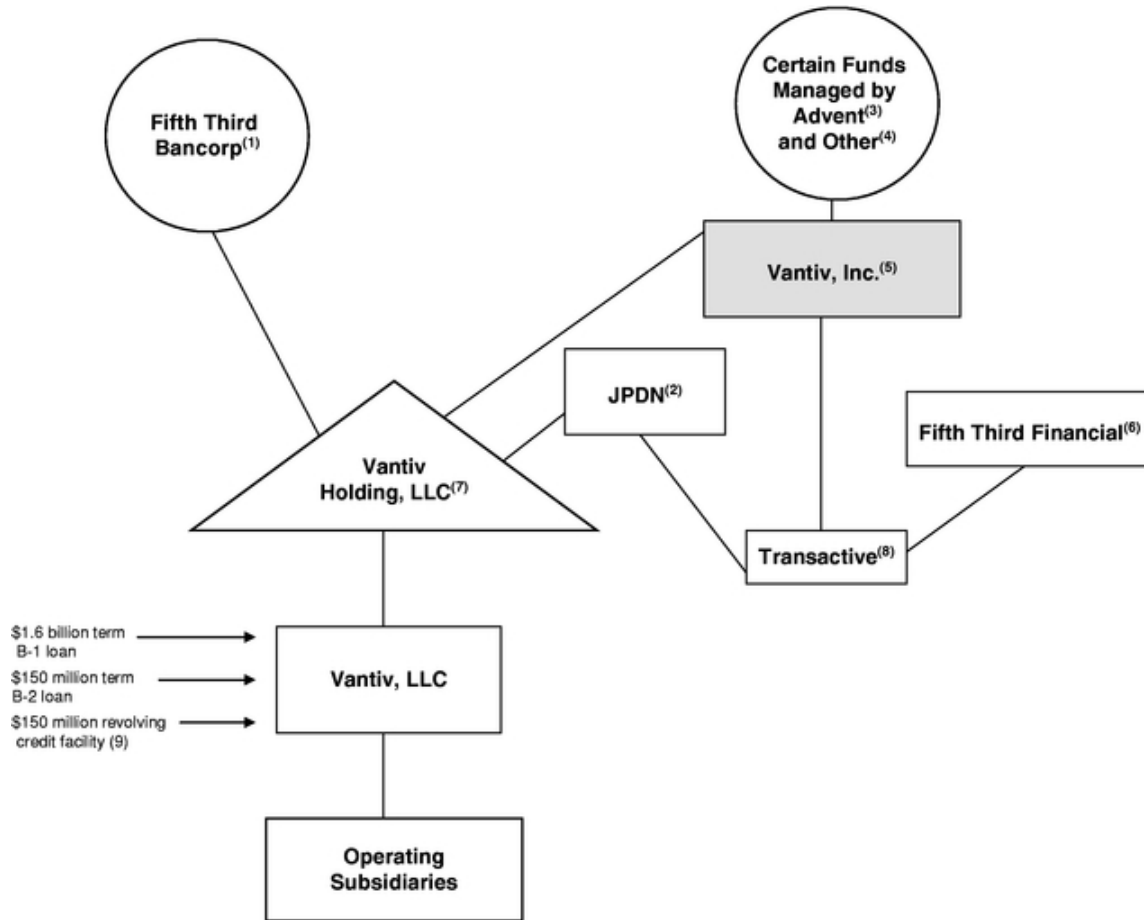 Fifth Third
Bancorp(1)
Certain Funds
Managed by
Advent(3)
and Other(4)
Vantiv, Inc.(5)
JPDN(2)
Fifth Third Financial(6)
Vantiv
Holding, LLC(7)
Transactive(8)
$1.6 billion term
B-1 loan
$150 million term
B-2 loan
$150 million revolving
credit facility (9)
Vantiv, LLC
Operating
Subsidiaries